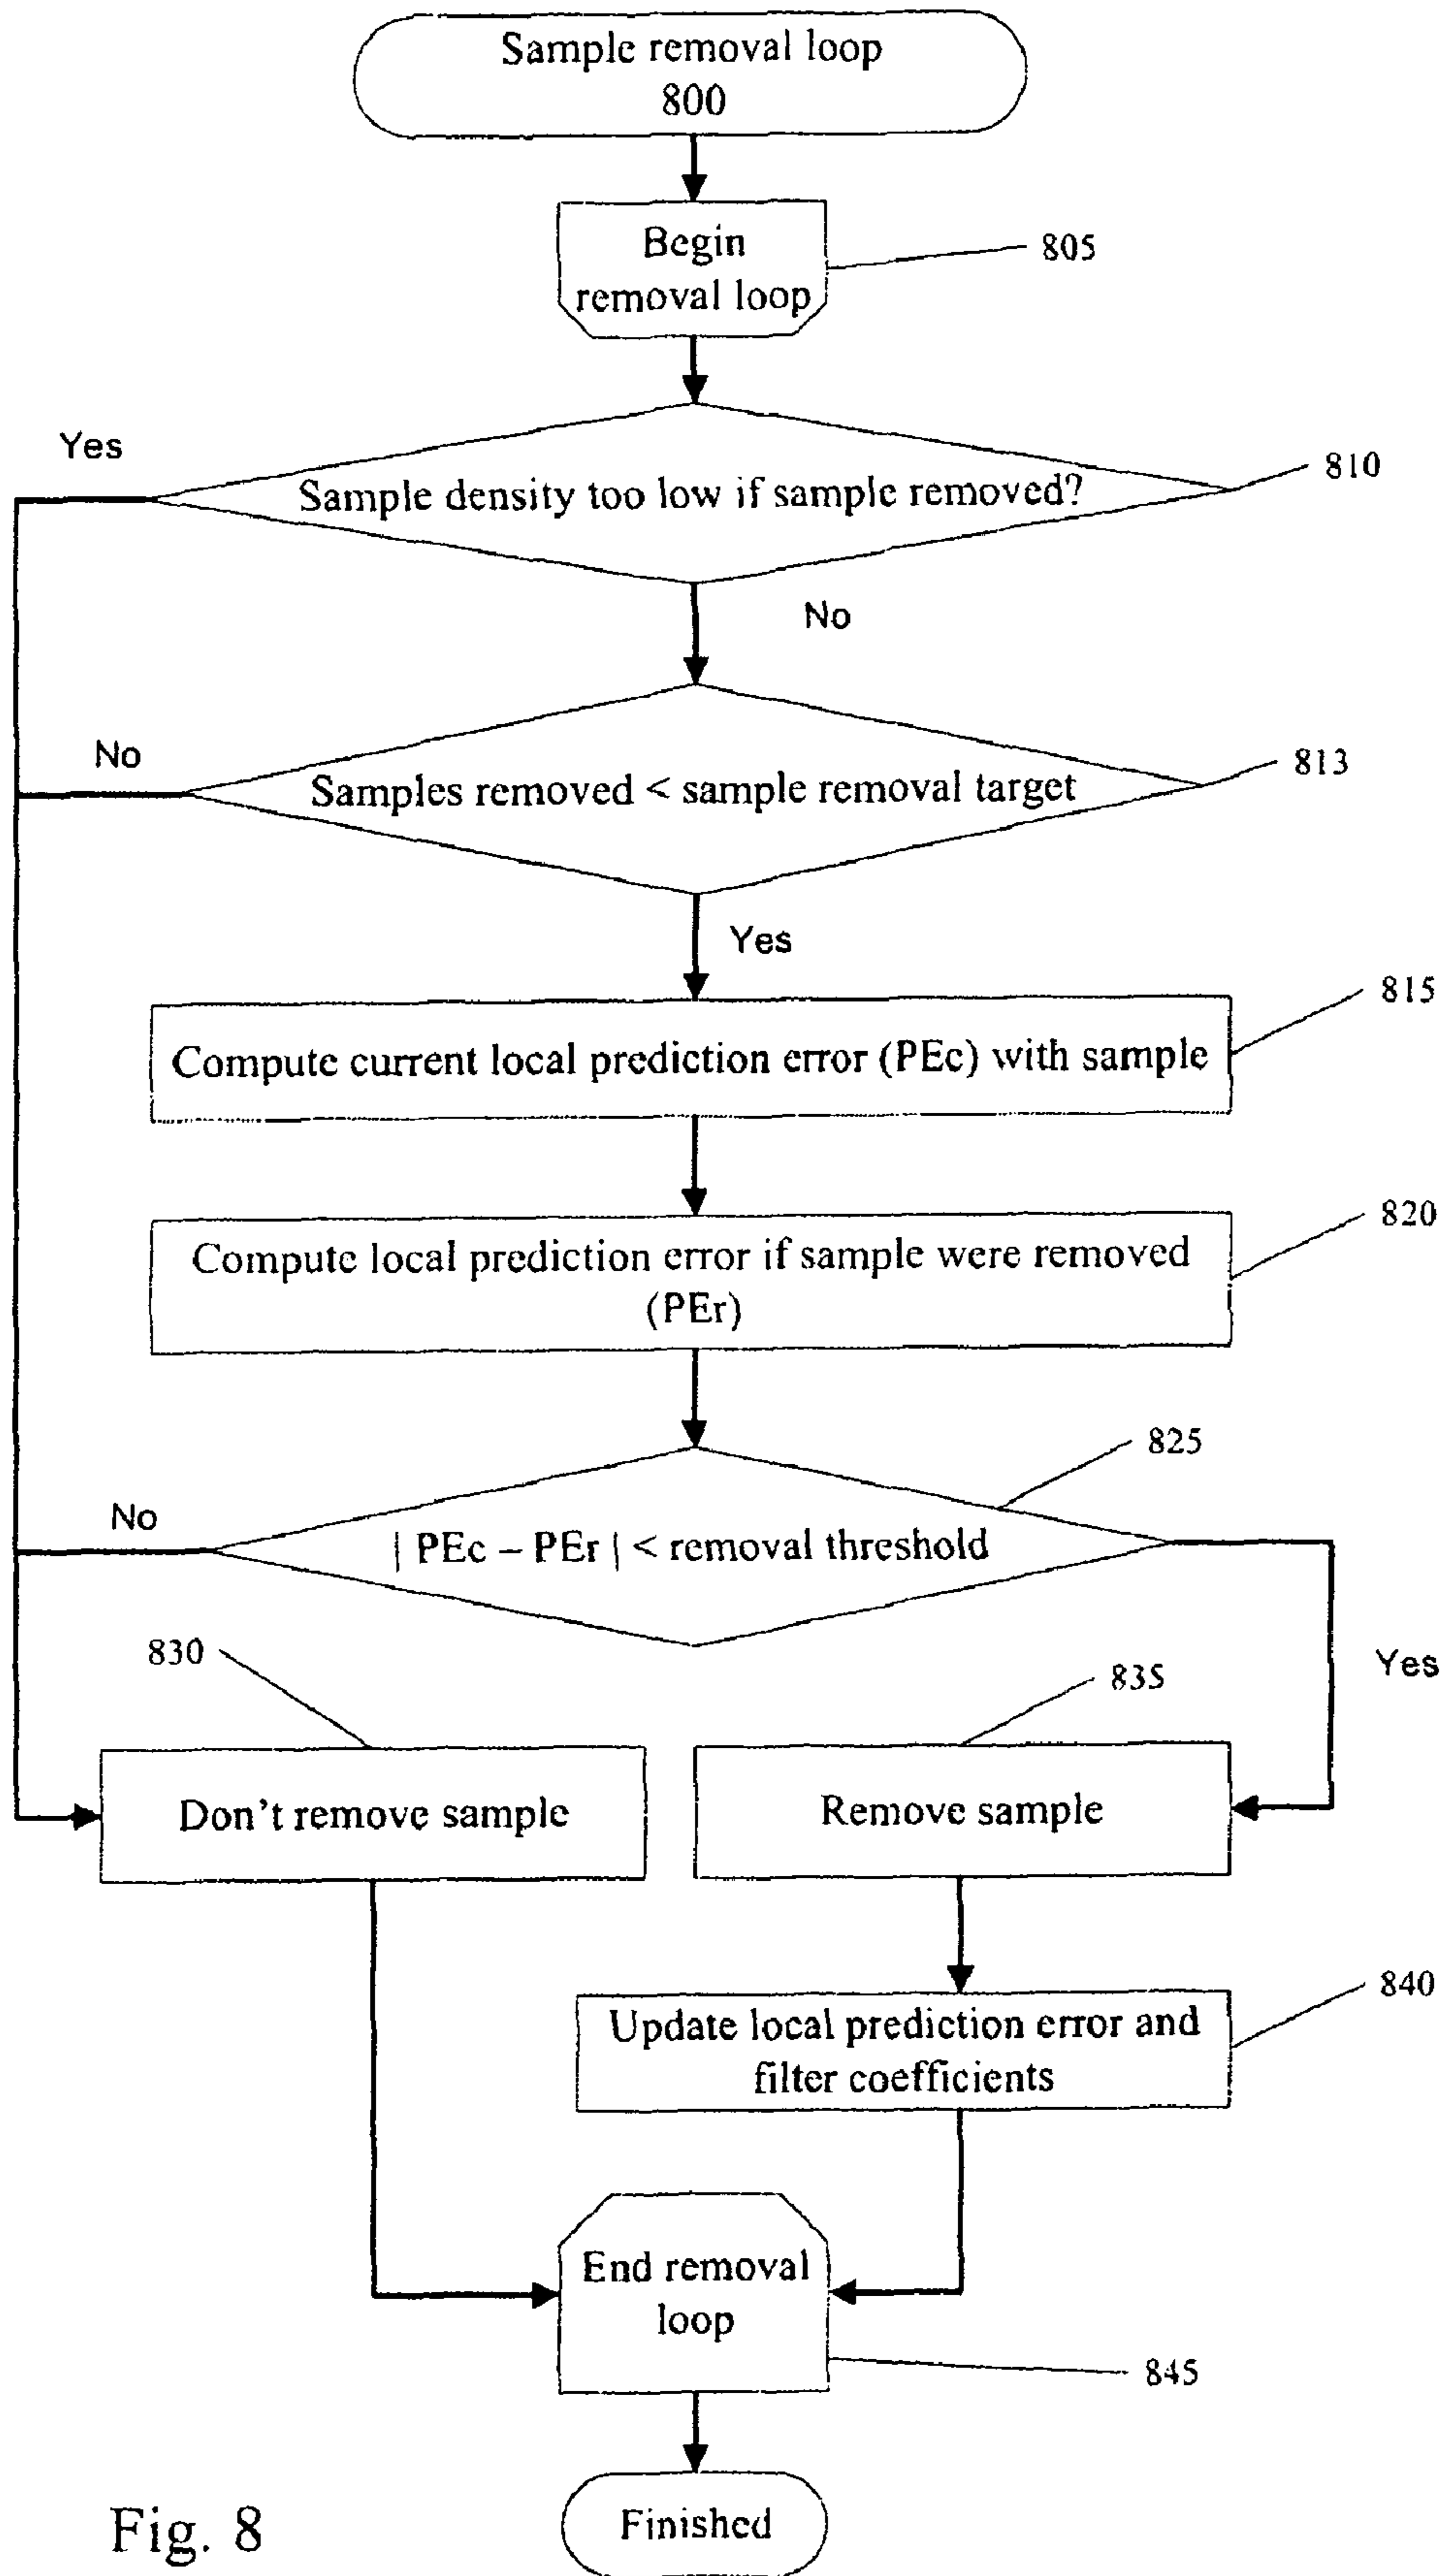 Sample removal loop
800
Begin
removal loop
805
Yes
Sample density too low if sample removed?
810
No
No
Samples removed < sample removal target
813
Yes
Compute current local prediction error (PEc) with sample
815
Compute local prediction error if sample were removed
(PEr)
820
No
| PEc – PEr | < removal threshold
825
Yes
830
835
Don't remove sample
Remove sample
Update local prediction error and
filter coefficients
840
End removal
loop
845
Finished
Fig. 8